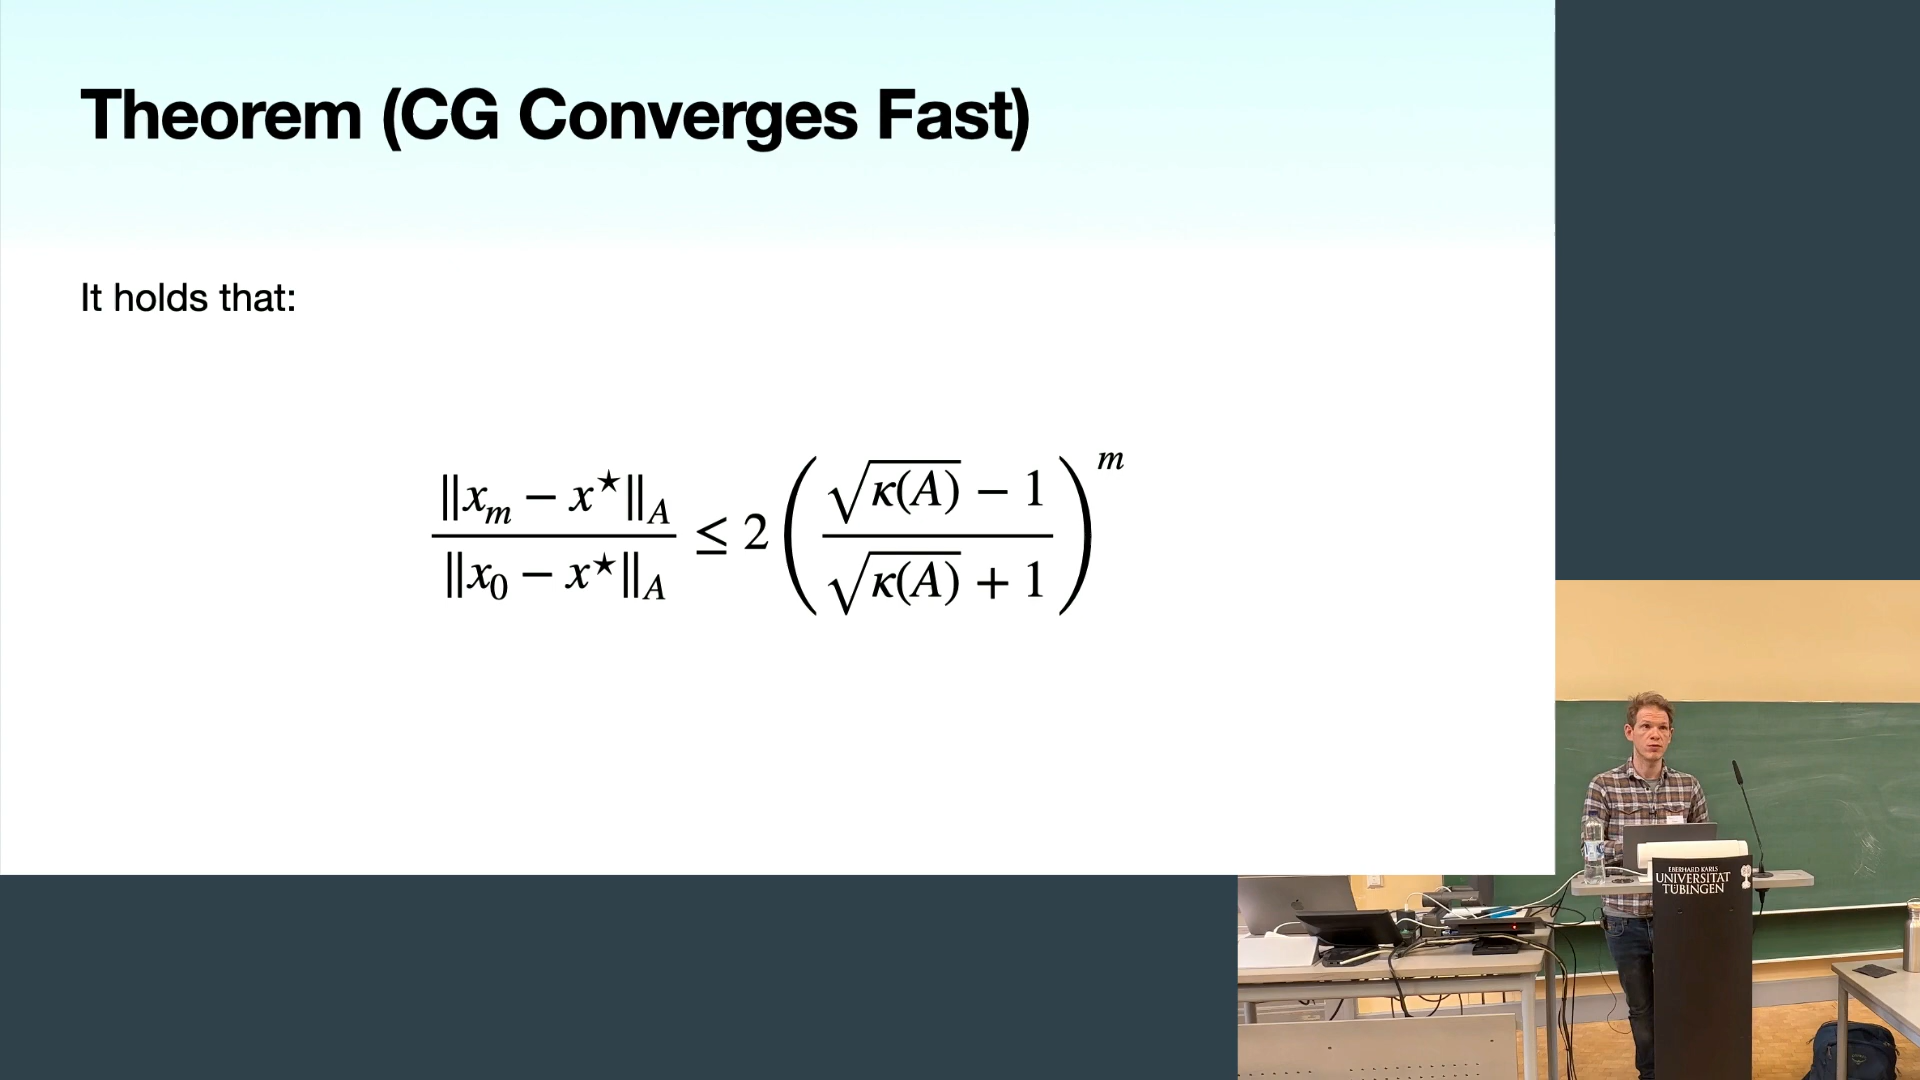 Theorem (CG Converges Fast)
It holds that:
‖x_m − x^★‖_A / ‖x_0 − x^★‖_A ≤ 2 ( (√κ(A) − 1) / (√κ(A) + 1) )^m
EBERHARD KARLS
UNIVERSITÄT
TÜBINGEN